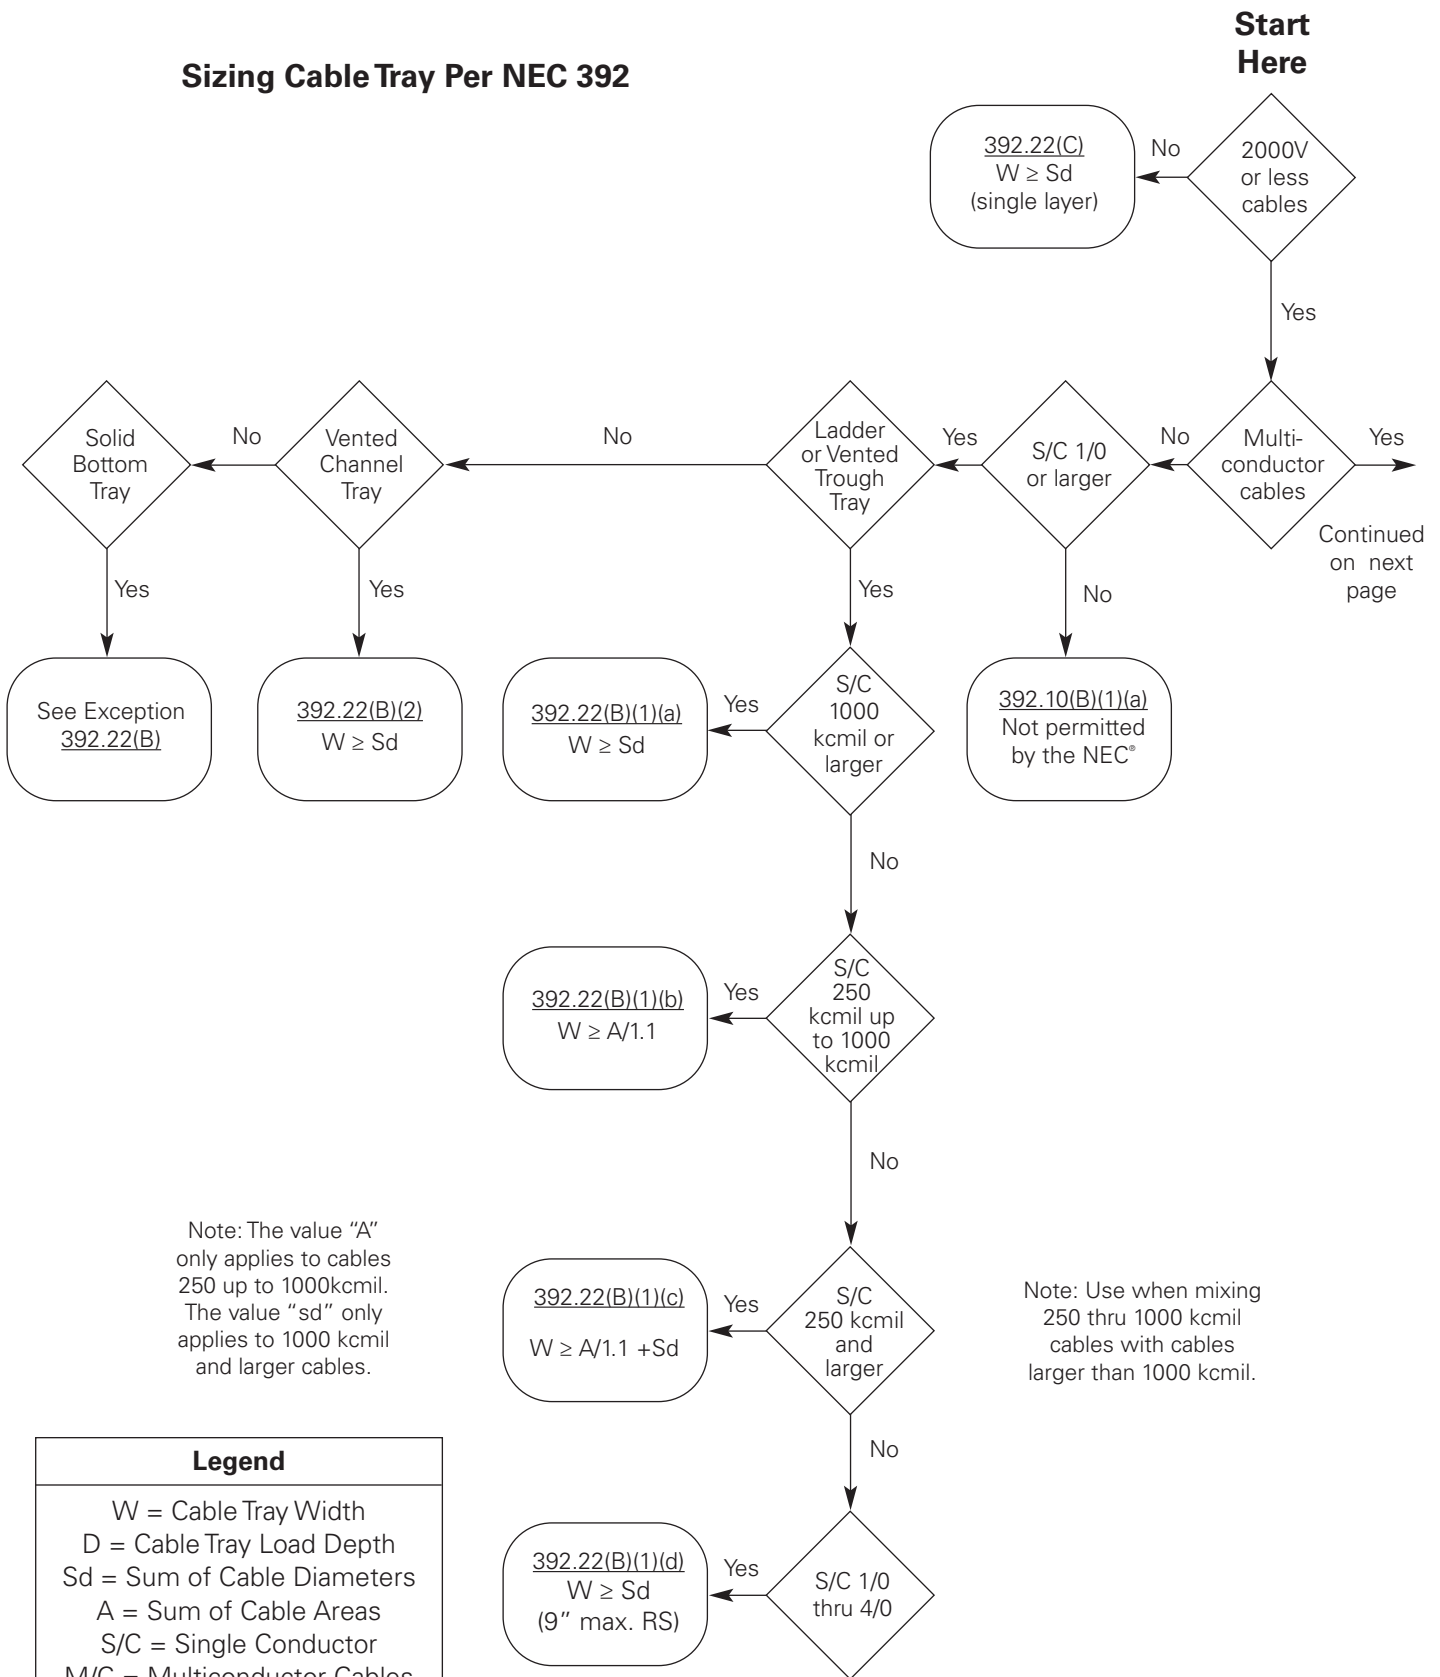 Sizing Cable Tray Per NEC 392
Start
Here
2000V
or less
cables
No
392.22(C)
W ≥ Sd
(single layer)
Yes
Multi-
conductor
cables
Yes
Continued
on next
page
No
S/C 1/0
or larger
No
392.10(B)(1)(a)
Not permitted
by the NEC®
Yes
Ladder
or Vented
Trough
Tray
No
Vented
Channel
Tray
Yes
392.22(B)(2)
W ≥ Sd
No
Solid
Bottom
Tray
Yes
See Exception
392.22(B)
Yes
S/C
1000
kcmil or
larger
Yes
392.22(B)(1)(a)
W ≥ Sd
No
S/C
250
kcmil up
to 1000
kcmil
Yes
392.22(B)(1)(b)
W ≥ A/1.1
No
S/C
250 kcmil
and
larger
Yes
392.22(B)(1)(c)
W ≥ A/1.1 +Sd
Note: Use when mixing
250 thru 1000 kcmil
cables with cables
larger than 1000 kcmil.
Note: The value “A”
only applies to cables
250 up to 1000kcmil.
The value “sd” only
applies to 1000 kcmil
and larger cables.
No
S/C 1/0
thru 4/0
Yes
392.22(B)(1)(d)
W ≥ Sd
(9” max. RS)
Legend
W = Cable Tray Width
D = Cable Tray Load Depth
Sd = Sum of Cable Diameters
A = Sum of Cable Areas
S/C = Single Conductor
M/C = Multiconductor Cables